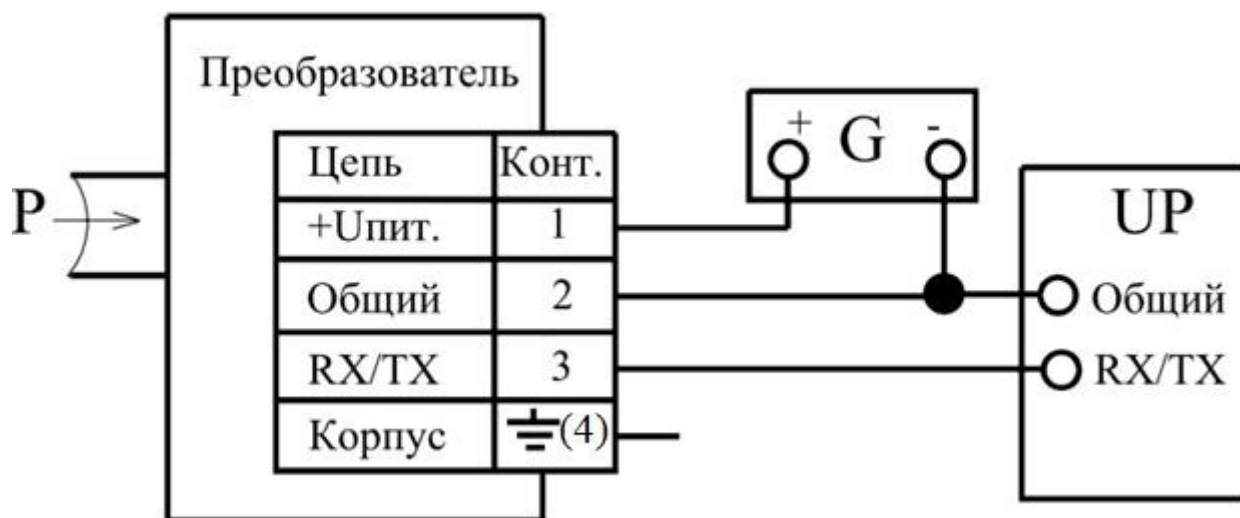 Преобразователь
Цепь Конт.
+Uпит. 1
Общий 2
RX/TX 3
Корпус (4)
P
+ G -
UP
Общий
RX/TX